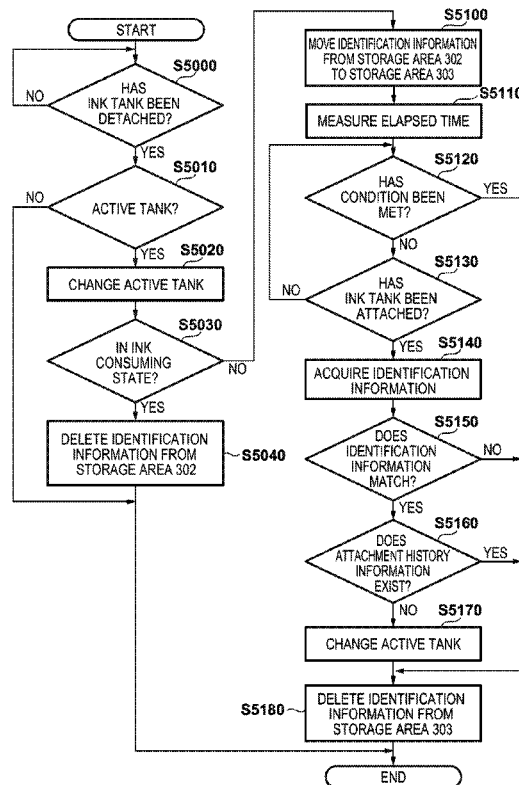 START
S5000
HAS
INK TANK BEEN
DETACHED?
NO
YES
S5010
NO
ACTIVE TANK?
YES
S5020
CHANGE ACTIVE TANK
S5030
IN INK
CONSUMING
STATE?
NO
YES
DELETE IDENTIFICATION
INFORMATION FROM
STORAGE AREA 302
S5040
S5100
MOVE IDENTIFICATION INFORMATION
FROM STORAGE AREA 302
TO STORAGE AREA 303
S5110
MEASURE ELAPSED TIME
S5120
HAS
CONDITION BEEN
MET?
YES
NO
S5130
HAS
INK TANK BEEN
ATTACHED?
NO
YES
S5140
ACQUIRE IDENTIFICATION
INFORMATION
S5150
DOES
IDENTIFICATION
INFORMATION
MATCH?
NO
YES
S5160
DOES
ATTACHMENT HISTORY
INFORMATION
EXIST?
YES
NO
S5170
CHANGE ACTIVE TANK
S5180
DELETE IDENTIFICATION
INFORMATION FROM
STORAGE AREA 303
END